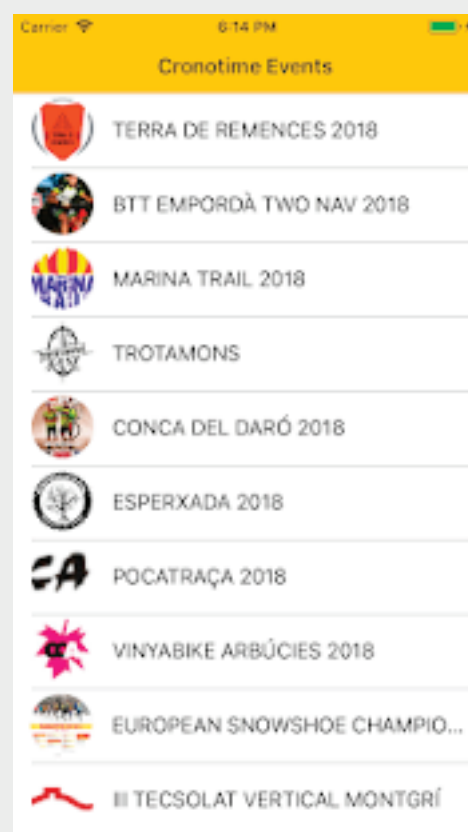 Carrier 6:14 PM
Cronotime Events
TERRA DE REMENCES 2018
BTT EMPORDÀ TWO NAV 2018
MARINA TRAIL 2018
TROTAMONS
CONCA DEL DARÓ 2018
ESPERXADA 2018
POCATRAÇA 2018
VINYABIKE ARBÚCIES 2018
EUROPEAN SNOWSHOE CHAMPIO...
III TECSOLAT VERTICAL MONTGRÍ